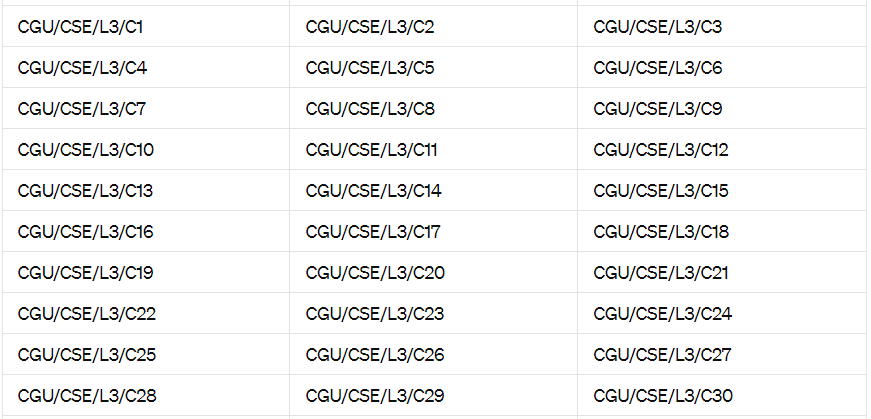 CGU/CSE/L3/C1 CGU/CSE/L3/C2 CGU/CSE/L3/C3
CGU/CSE/L3/C4 CGU/CSE/L3/C5 CGU/CSE/L3/C6
CGU/CSE/L3/C7 CGU/CSE/L3/C8 CGU/CSE/L3/C9
CGU/CSE/L3/C10 CGU/CSE/L3/C11 CGU/CSE/L3/C12
CGU/CSE/L3/C13 CGU/CSE/L3/C14 CGU/CSE/L3/C15
CGU/CSE/L3/C16 CGU/CSE/L3/C17 CGU/CSE/L3/C18
CGU/CSE/L3/C19 CGU/CSE/L3/C20 CGU/CSE/L3/C21
CGU/CSE/L3/C22 CGU/CSE/L3/C23 CGU/CSE/L3/C24
CGU/CSE/L3/C25 CGU/CSE/L3/C26 CGU/CSE/L3/C27
CGU/CSE/L3/C28 CGU/CSE/L3/C29 CGU/CSE/L3/C30